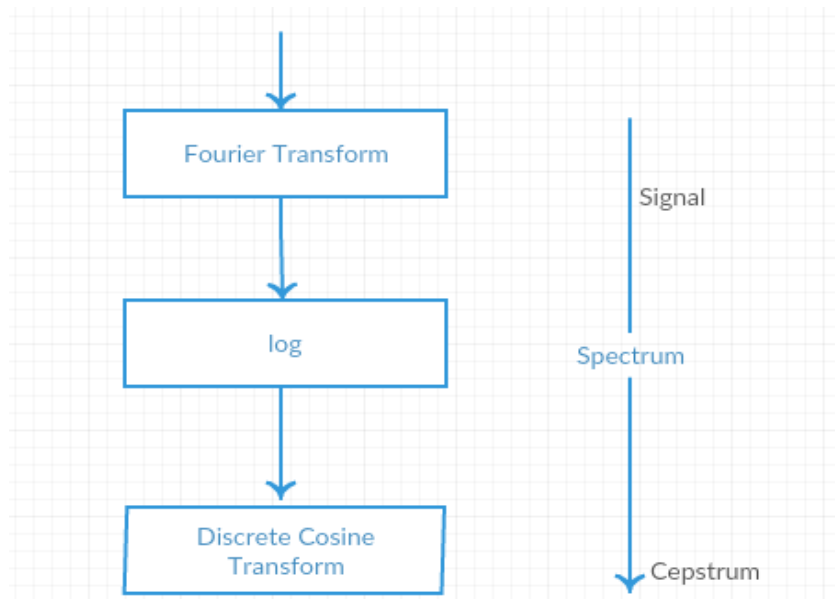 Fourier Transform
Signal
log
Spectrum
Discrete Cosine
Transform
Cepstrum